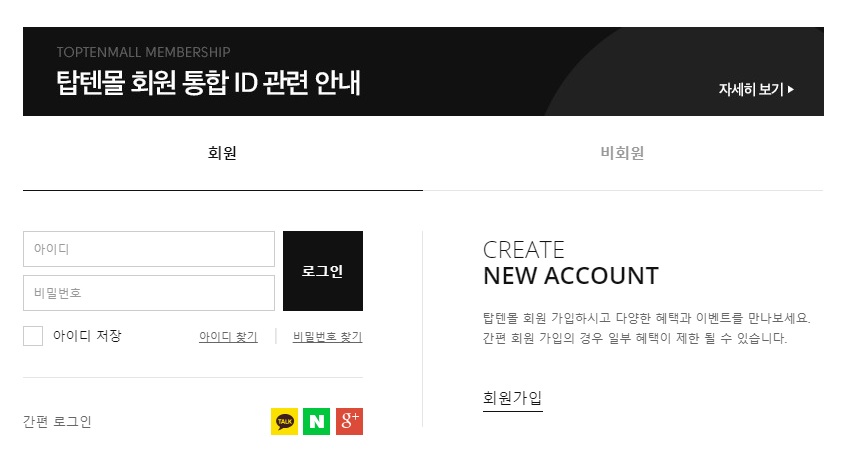 TOPTENMALL MEMBERSHIP
탑텐몰 회원 통합 ID 관련 안내
자세히 보기
회원
비회원
아이디
비밀번호
로그인
아이디 저장
아이디 찾기
비밀번호 찾기
간편 로그인
TALK
N
g+
CREATE
NEW ACCOUNT
탑텐몰 회원 가입하시고 다양한 혜택과 이벤트를 만나보세요.
간편 회원 가입의 경우 일부 혜택이 제한 될 수 있습니다.
회원가입